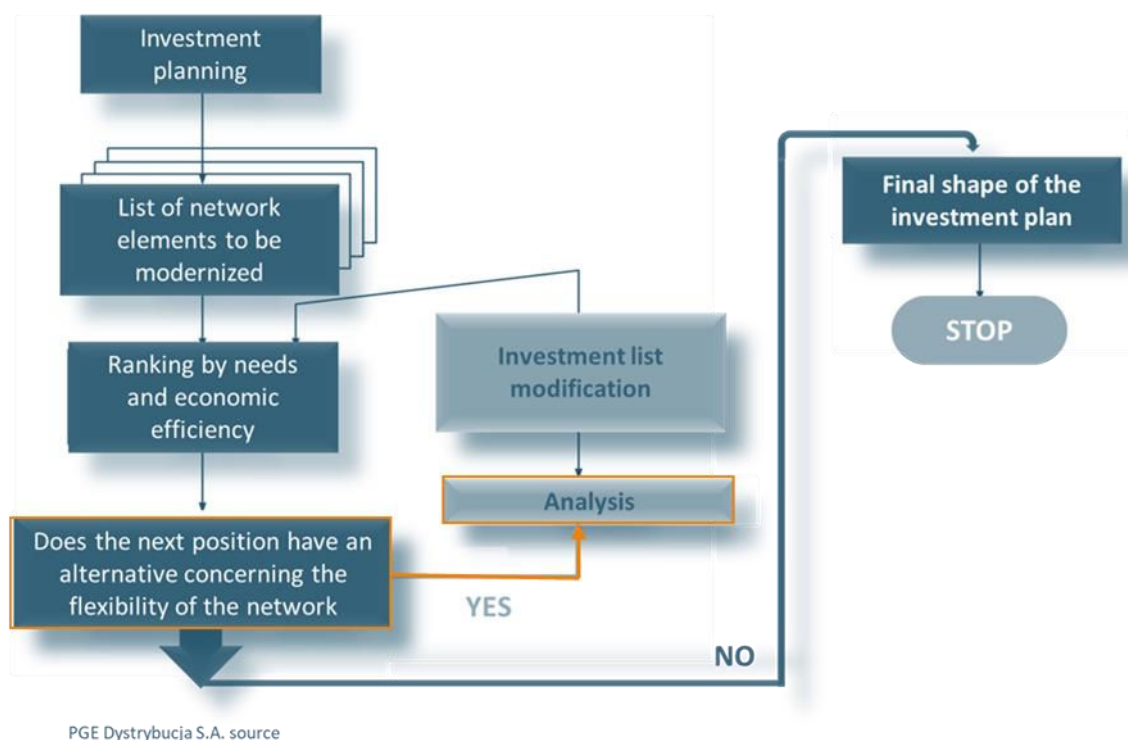 Investment
planning
List of network
elements to be
modernized
Ranking by needs
and economic
efficiency
Does the next position have an
alternative concerning the
flexibility of the network
Investment list
modification
Analysis
YES
NO
Final shape of the
investment plan
STOP
PGE Dystrybucja S.A. source